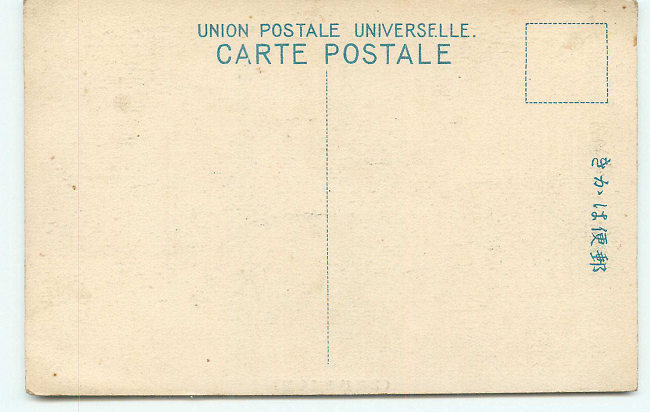 UNION POSTALE UNIVERSELLE.
CARTE POSTALE
郵便はかき